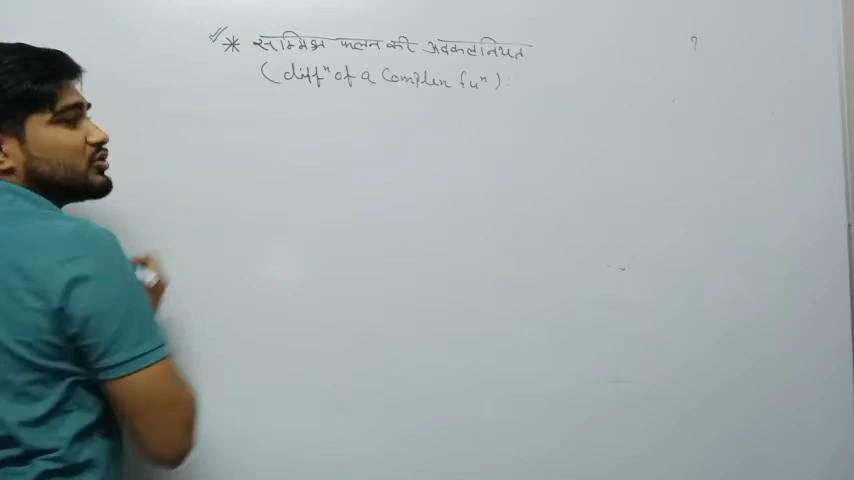 * सम्मिश्र फलन की अवकलनियत
(diffⁿ of a Complex fuⁿ)
?